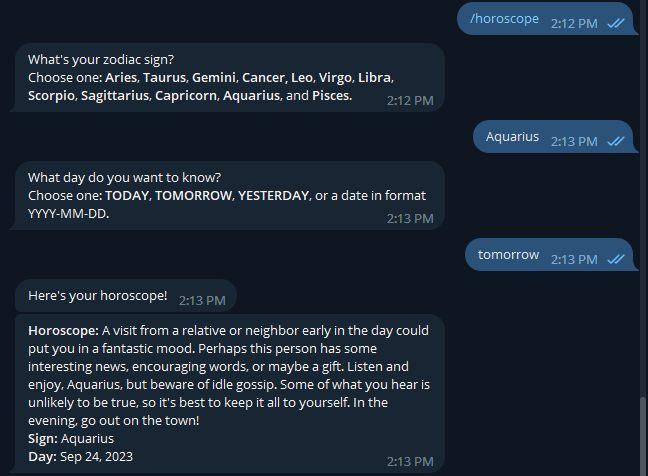 /horoscope 2:12 PM
What's your zodiac sign?
Choose one: Aries, Taurus, Gemini, Cancer, Leo, Virgo, Libra,
Scorpio, Sagittarius, Capricorn, Aquarius, and Pisces. 2:12 PM
Aquarius 2:13 PM
What day do you want to know?
Choose one: TODAY, TOMORROW, YESTERDAY, or a date in format
YYYY-MM-DD. 2:13 PM
tomorrow 2:13 PM
Here's your horoscope! 2:13 PM
Horoscope: A visit from a relative or neighbor early in the day could
put you in a fantastic mood. Perhaps this person has some
interesting news, encouraging words, or maybe a gift. Listen and
enjoy, Aquarius, but beware of idle gossip. Some of what you hear is
unlikely to be true, so it's best to keep it all to yourself. In the
evening, go out on the town!
Sign: Aquarius
Day: Sep 24, 2023 2:13 PM